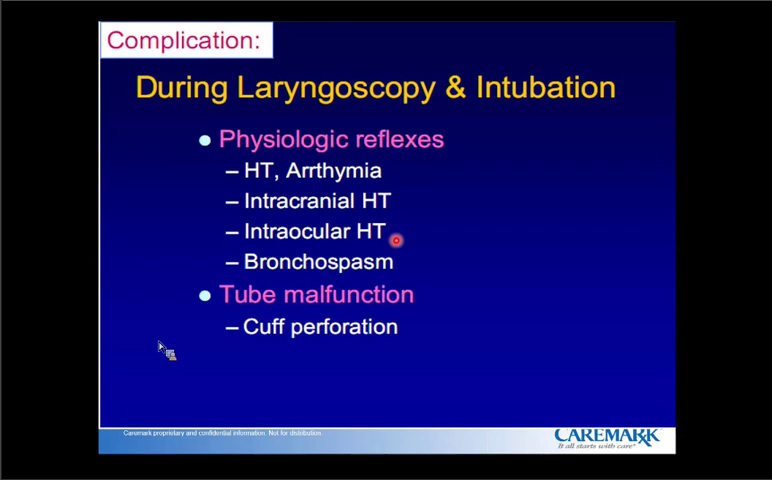 Complication:
During Laryngoscopy & Intubation
● Physiologic reflexes
– HT, Arrthymia
– Intracranial HT
– Intraocular HT
– Bronchospasm
● Tube malfunction
– Cuff perforation
Caremark proprietary and confidential information. Not for distribution
CAREMARK
It all starts with care